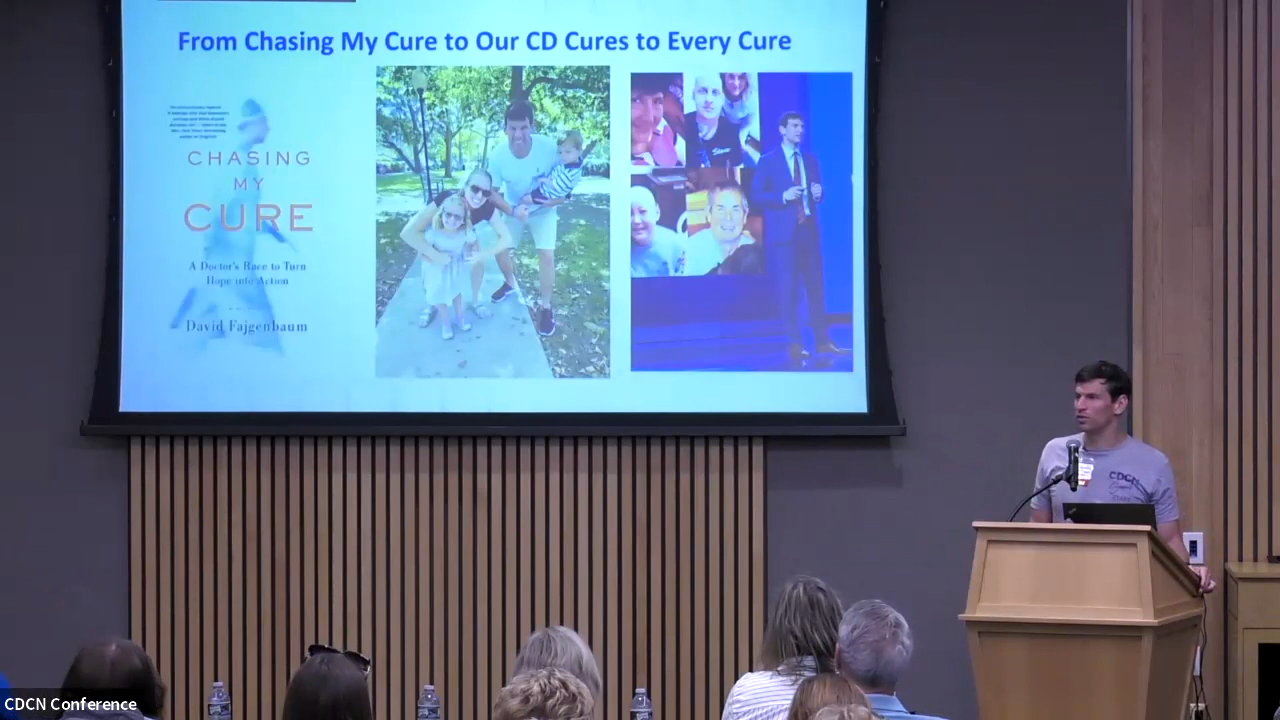 From Chasing My Cure to Our CD Cures to Every Cure
CHASING
MY
CURE
A Doctor's Race to Turn
Hope into Action
David Fajgenbaum
CDCN
CDCN Conference